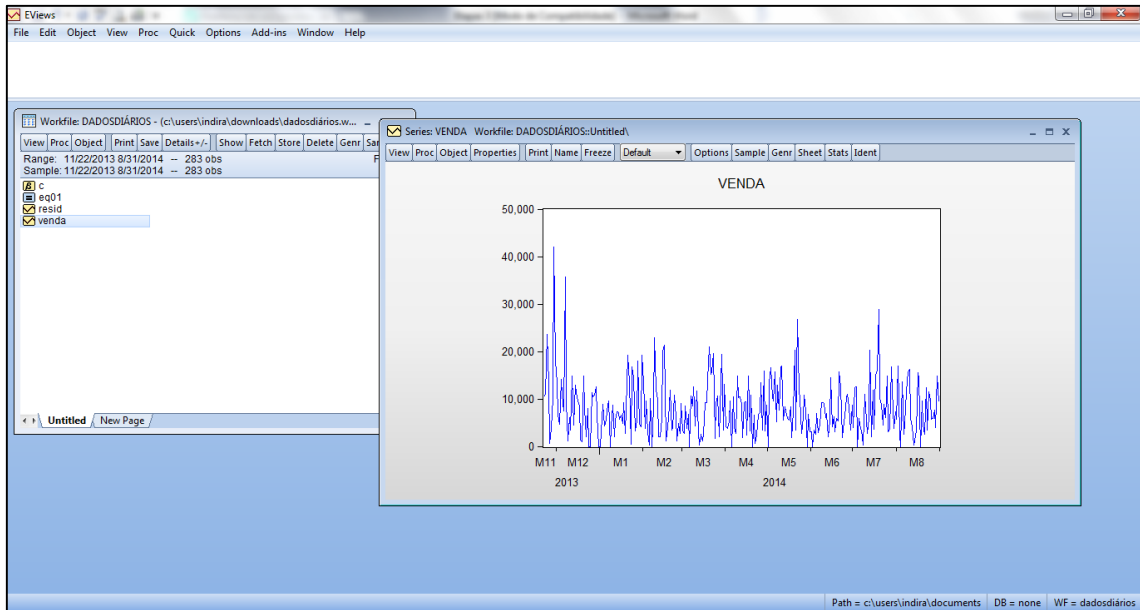 EViews
File Edit Object View Proc Quick Options Add-ins Window Help
Workfile: DADOSDIÁRIOS - (c:\users\indira\downloads\dadosdiários.w...
View Proc Object Print Save Details+/- Show Fetch Store Delete Genr Sar
Range: 11/22/2013 8/31/2014 -- 283 obs F
Sample: 11/22/2013 8/31/2014 -- 283 obs
β c
eq01
resid
venda
Untitled New Page
Series: VENDA Workfile: DADOSDIÁRIOS::Untitled\
View Proc Object Properties Print Name Freeze Default Options Sample Genr Sheet Stats Ident
VENDA
50,000
40,000
30,000
20,000
10,000
0
M11 M12 M1 M2 M3 M4 M5 M6 M7 M8
2013 2014
Path = c:\users\indira\documents DB = none WF = dadosdiários